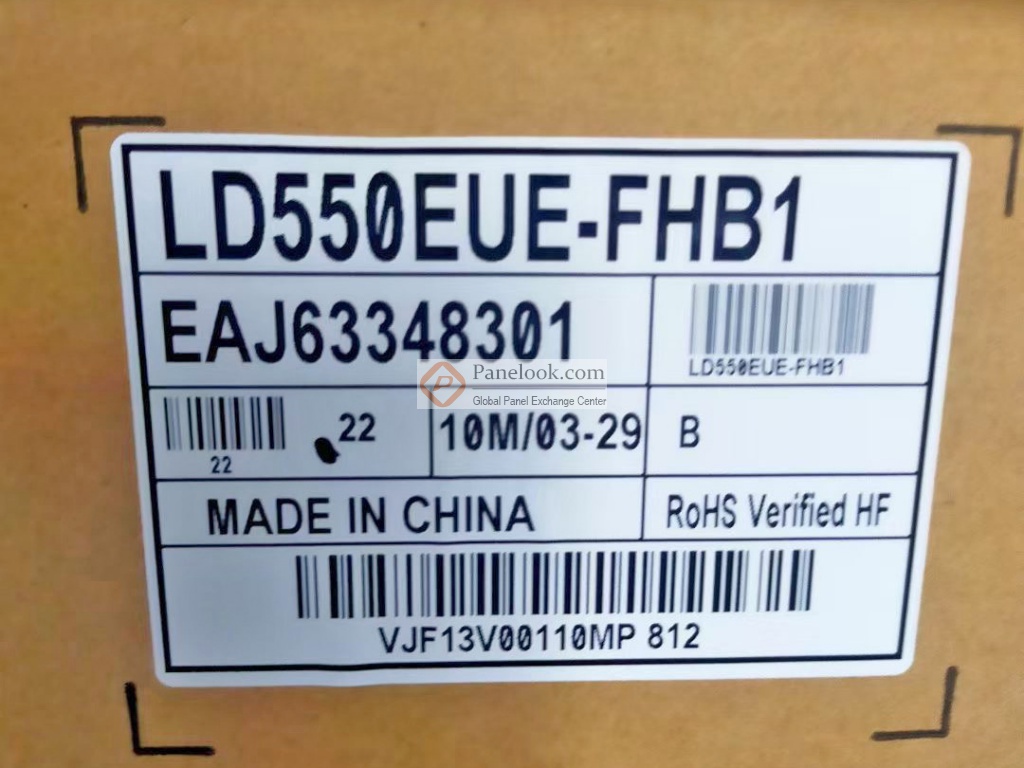 LD550EUE-FHB1
EAJ63348301
LD550EUE-FHB1
Panelook.com
Global Panel Exchange Center
22
22
10M/03-29
B
MADE IN CHINA
RoHS Verified HF
VJF13V00110MP 812